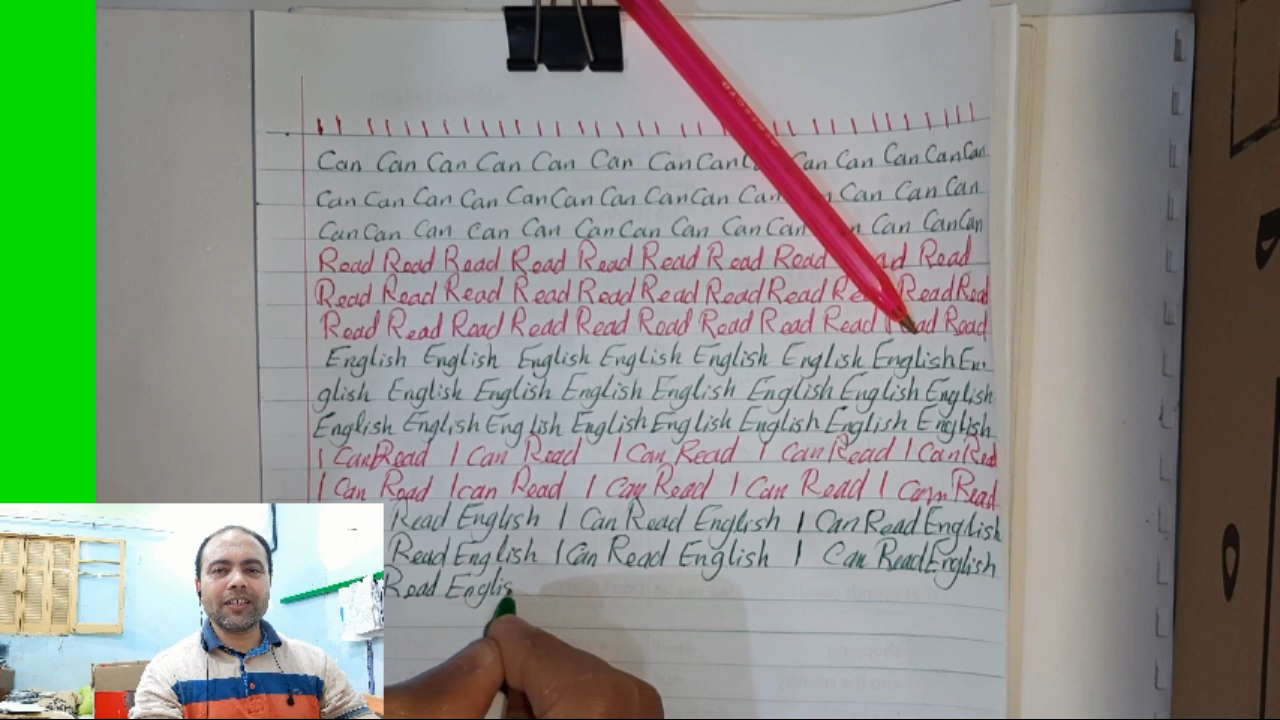 Can Can Can Can Can Can Can Can Can Can Can Can Can
Can Can Can Can Can Can Can Can Can Can Can Can Can
Can Can Can Can Can Can Can Can Can Can Can Can Can
Read Read Read Read Read Read Read Read Read
Read Read Read Read Read Read Read Read Read Read
Read Read Read Read Read Read Read Read Read Read Read
English English English English English English English En.
glish English English English English English English English
English English English English English English English English
I Can Read I Can Read I Can Read I Can Read I Can Red
I Can Read I can Read I Can Read I Can Read I Can Read
Read English I Can Read English I Can Read English
Read English I Can Read English I Can Read English
Read Englis
shopping